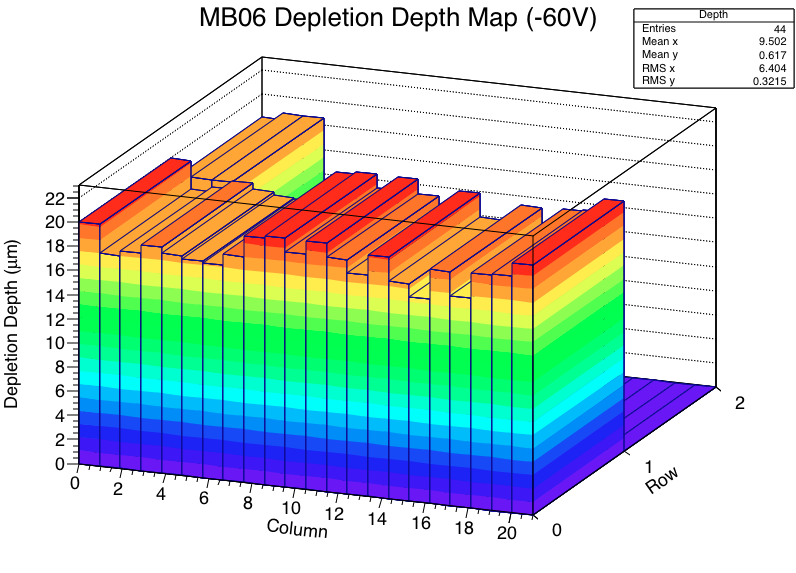 MB06 Depletion Depth Map (-60V)
Depth
Entries 44
Mean x 9.502
Mean y 0.617
RMS x 6.404
RMS y 0.3215
Depletion Depth (μm)
22
20
18
16
14
12
10
8
6
4
2
0
0 2 4 6 8 10 12 14 16 18 20
Column
0 1 2
Row